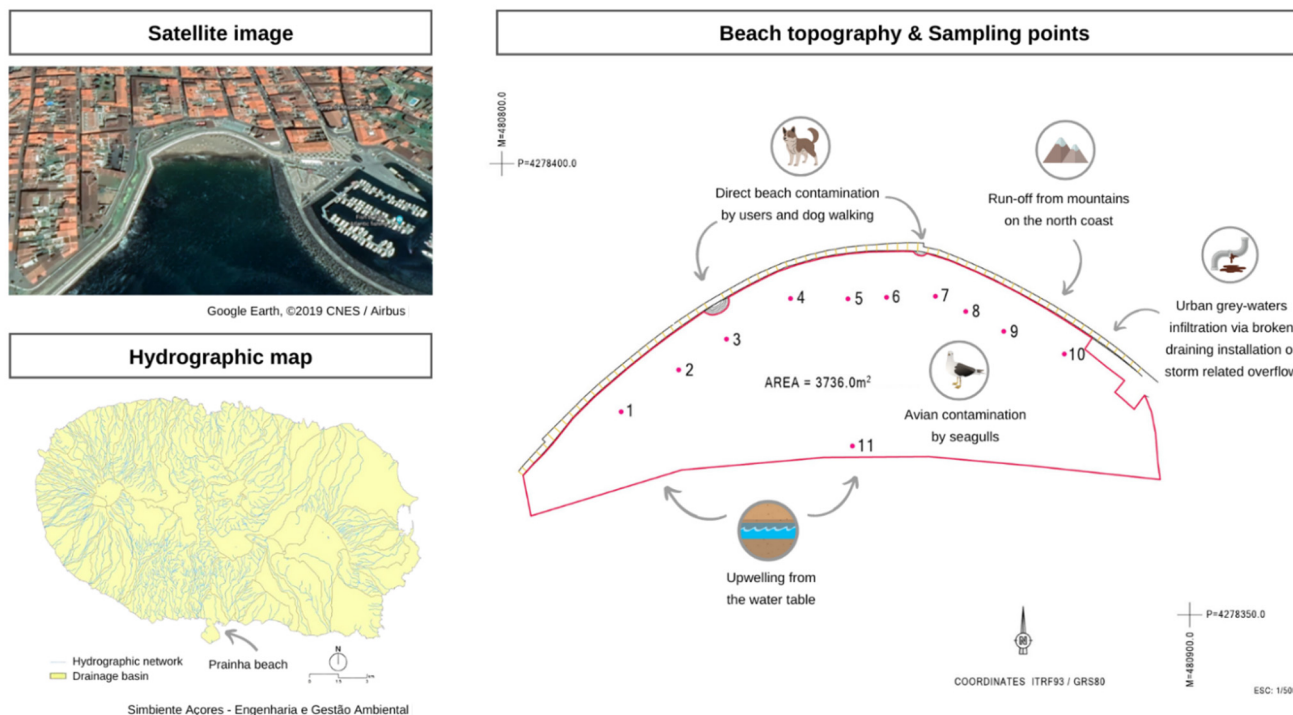 Satellite image
Google Earth, ©2019 CNES / Airbus
Hydrographic map
Prainha beach
N
Hydrographic network
Drainage basin
Simbiente Açores - Engenharia e Gestão Ambiental
Beach topography & Sampling points
M=480800.0
P=4278400.0
Direct beach contamination
by users and dog walking
Run-off from mountains
on the north coast
Urban grey-waters
infiltration via broken
draining installation o
storm related overflow
1
2
3
4
5
6
7
8
9
10
11
AREA = 3736.0m²
Avian contamination
by seagulls
Upwelling from
the water table
P=4278350.0
M=480900.0
COORDINATES ITRF93 / GRS80
ESC: 1/50